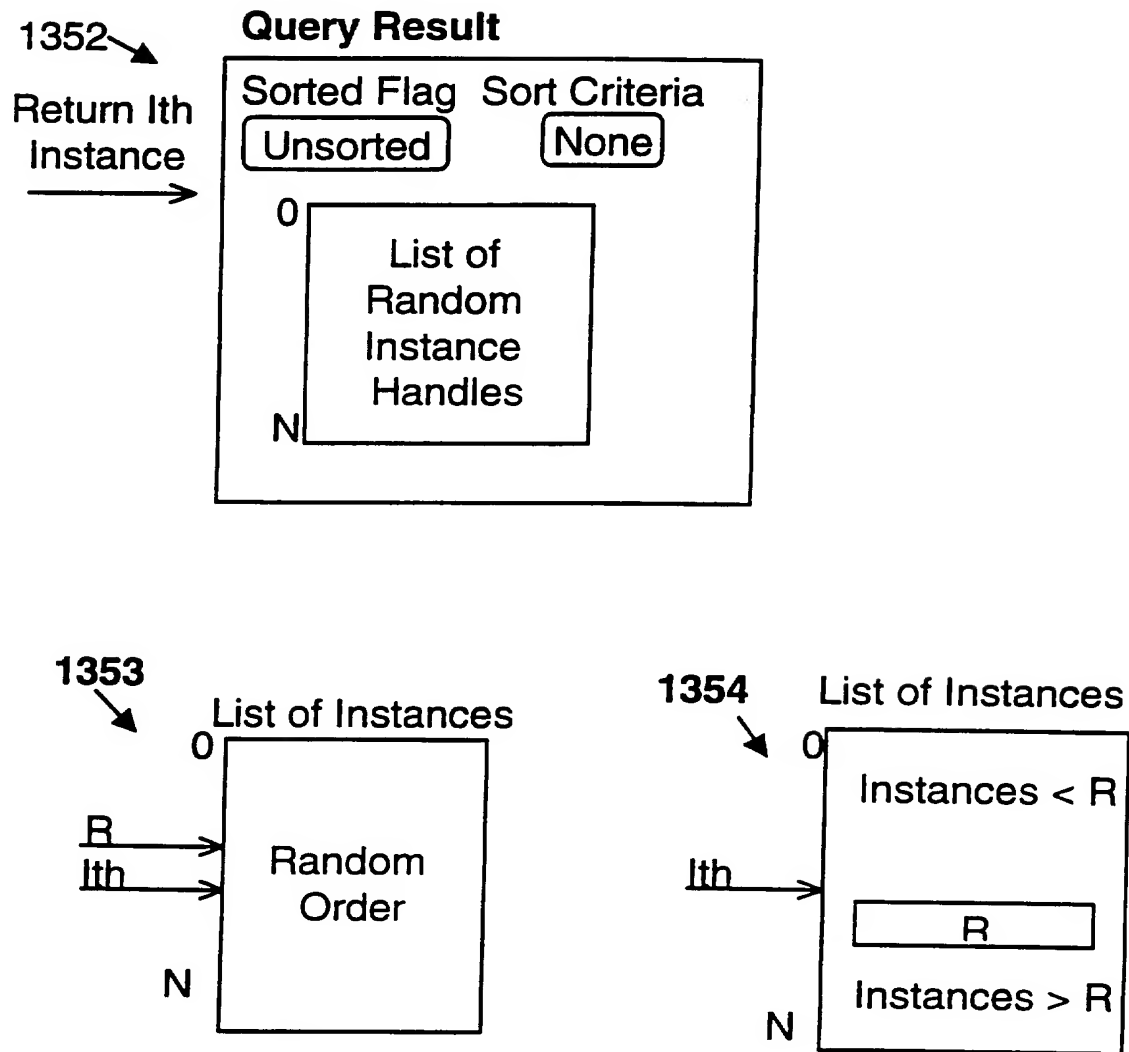 1352
Query Result
Return Ith
Instance
Sorted Flag
Sort Criteria
Unsorted
None
0
List of
Random
Instance
Handles
N
1353
List of Instances
0
R
Ith
Random
Order
N
1354
List of Instances
0
Instances < R
Ith
R
Instances > R
N